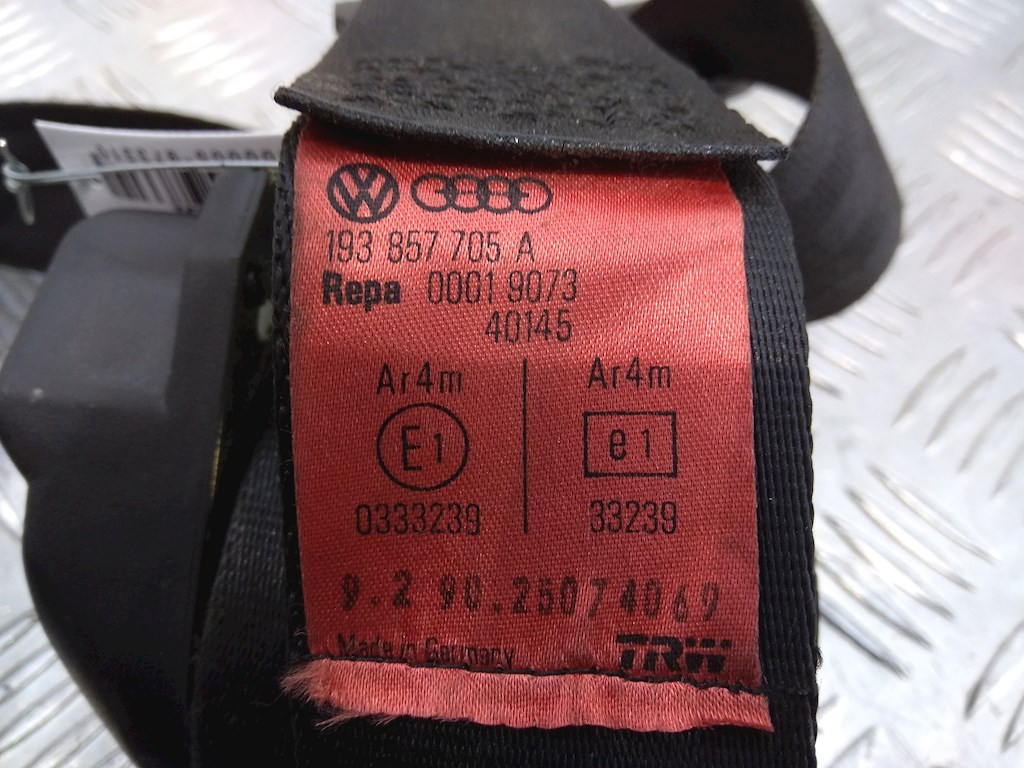 193 857 705 A
Repa 0001 9073
40145
Ar4m
E1
0333239
Ar4m
e1
33239
9.2 90.25074069
Made in Germany
TRW